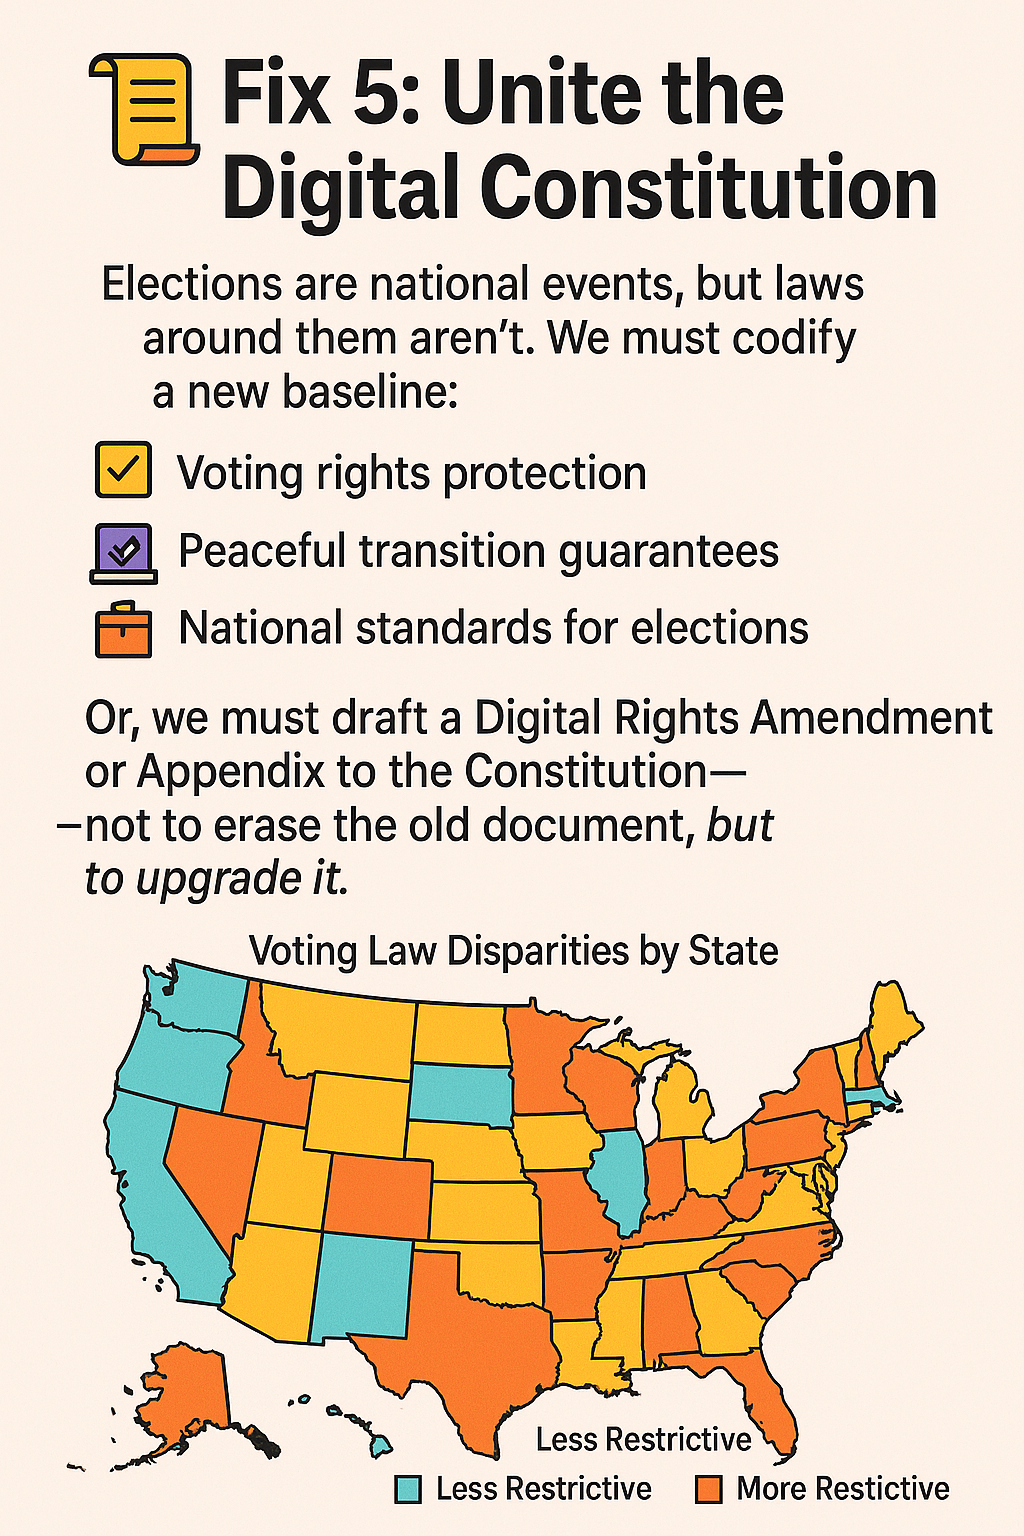 Fix 5: Unite the
Digital Constitution
Elections are national events, but laws
around them aren’t. We must codify
a new baseline:
Voting rights protection
Peaceful transition guarantees
National standards for elections
Or, we must draft a Digital Rights Amendment
or Appendix to the Constitution—
–not to erase the old document, but
to upgrade it.
Voting Law Disparities by State
Less Restrictive
Less Restrictive
More Restictive